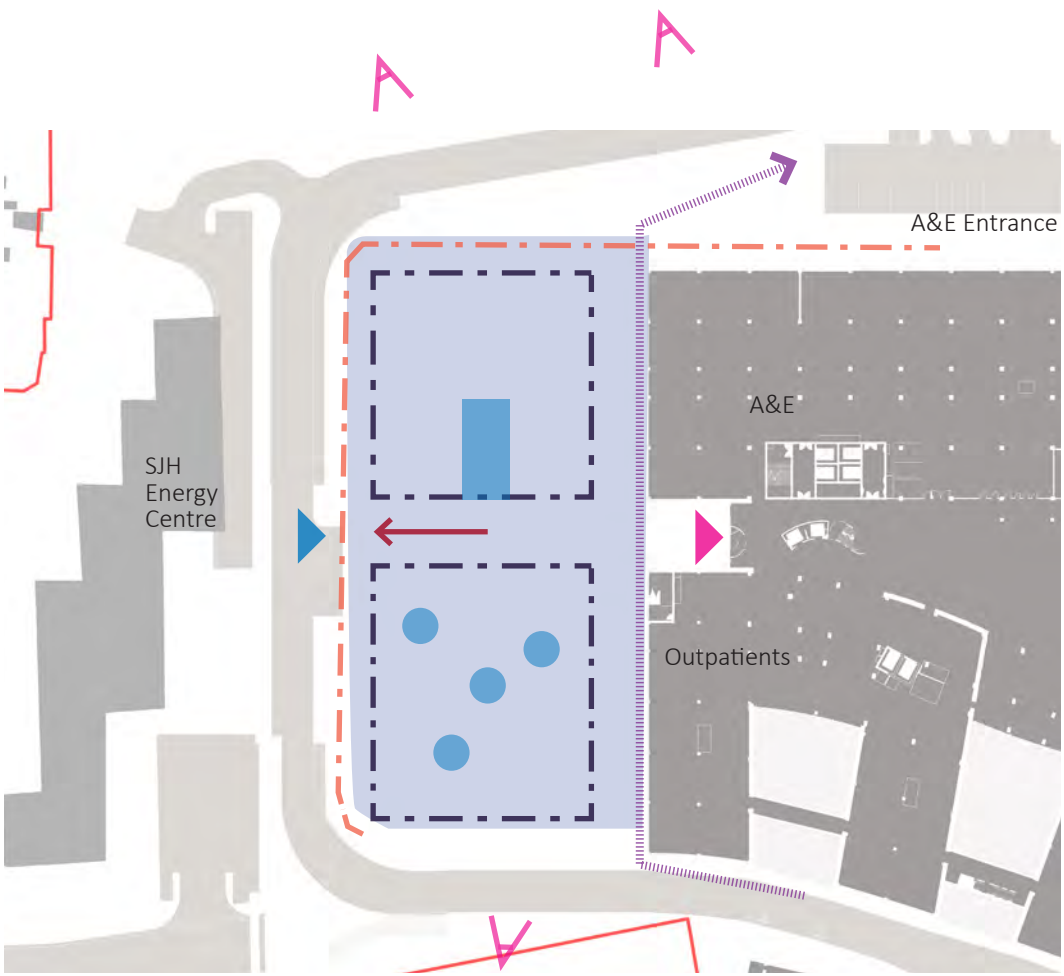 A&E Entrance
A&E
SJH
Energy
Centre
Outpatients